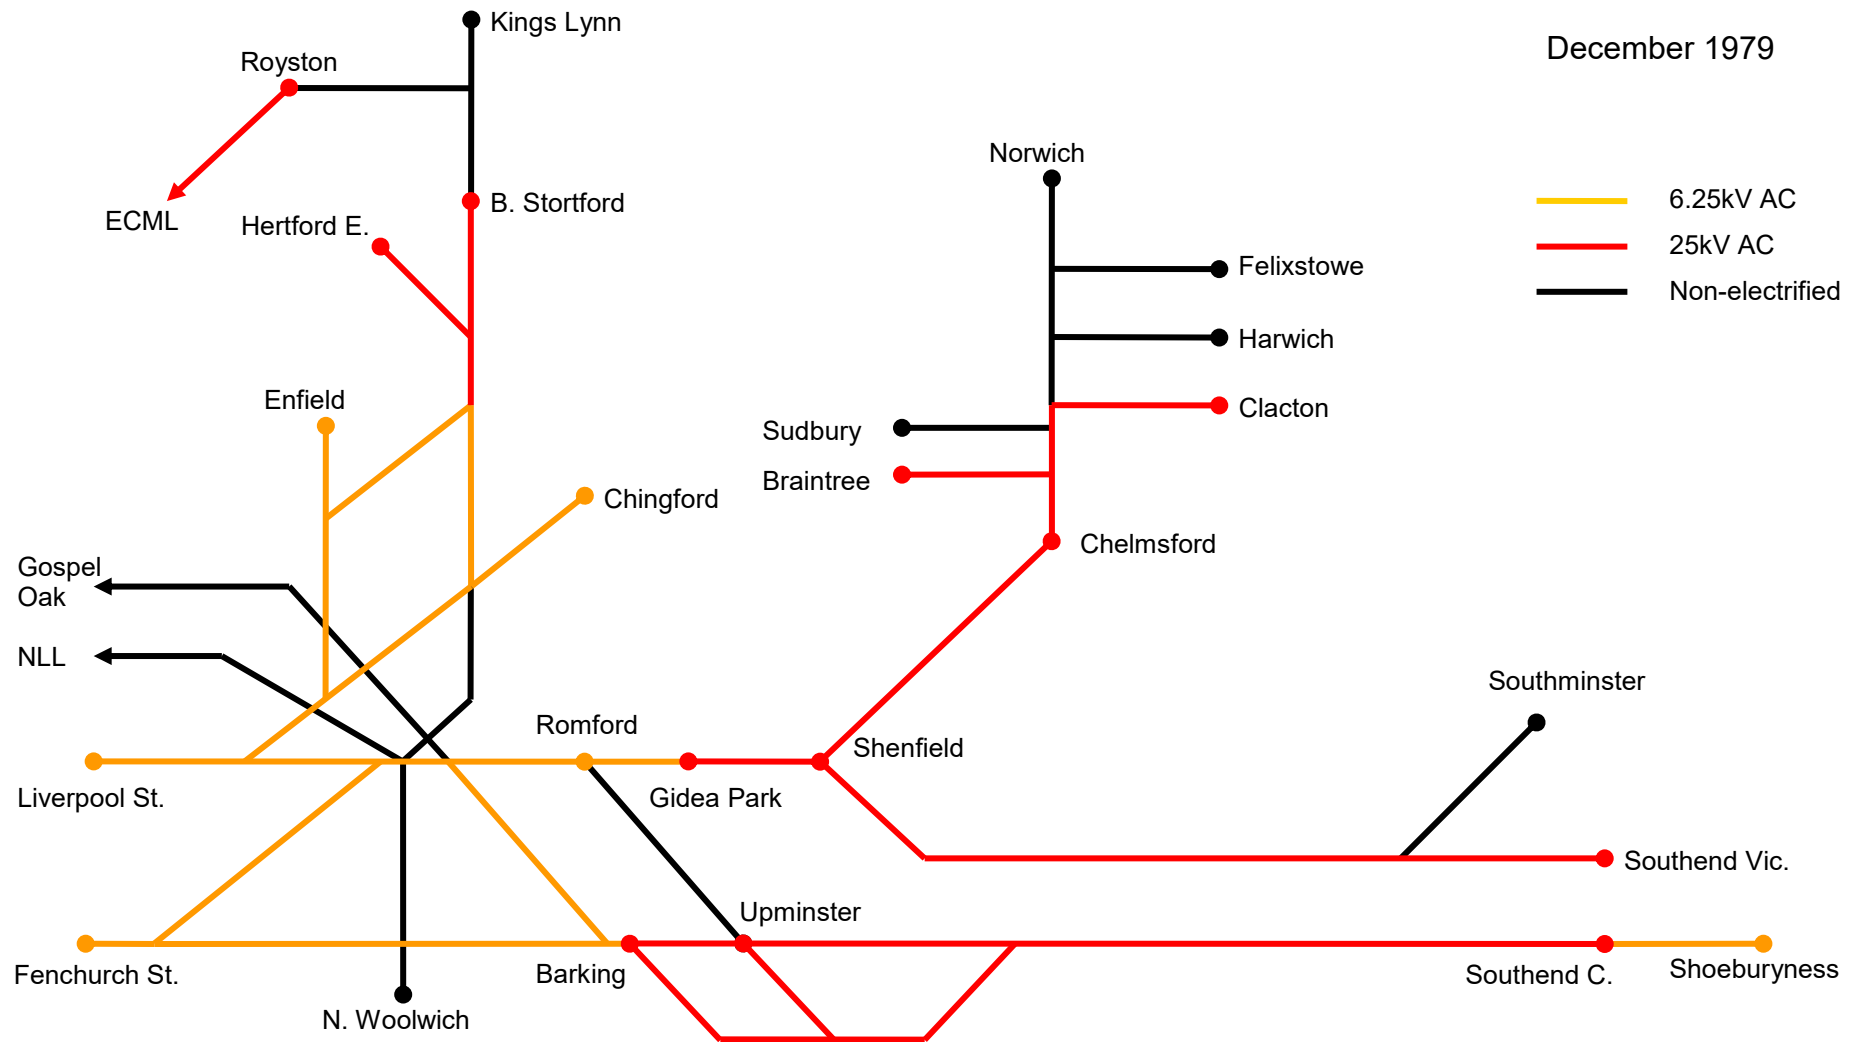 Kings Lynn
December 1979
Royston
Norwich
6.25kV AC
B. Stortford
ECML
Hertford E.
25kV AC
Felixstowe
Non-electrified
Harwich
Enfield
Clacton
Sudbury
Braintree
Chingford
Chelmsford
Gospel
Oak
NLL
Southminster
Romford
Shenfield
Liverpool St.
Gidea Park
Southend Vic.
Upminster
Fenchurch St.
Barking
Southend C.
Shoeburyness
N. Woolwich